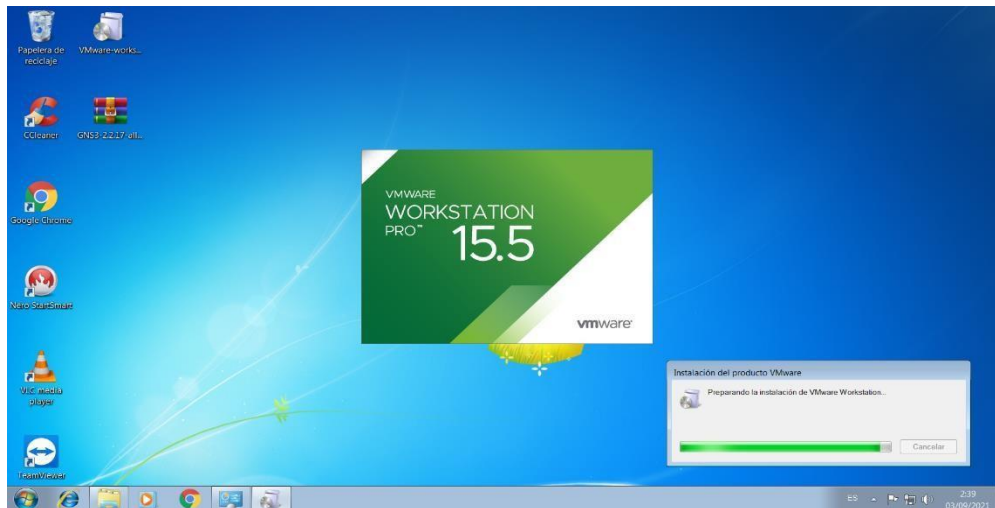 Papelera de
reciclaje
VMware-works...
CCleaner
GNS3-2.2.17-all...
Google Chrome
Nero StartSmart
VLC media
player
TeamViewer
VMWARE
WORKSTATION
PRO™
15.5
vmware®
Instalación del producto VMware
Preparando la instalación de VMware Workstation...
Cancelar
ES
2:39
03/09/2021